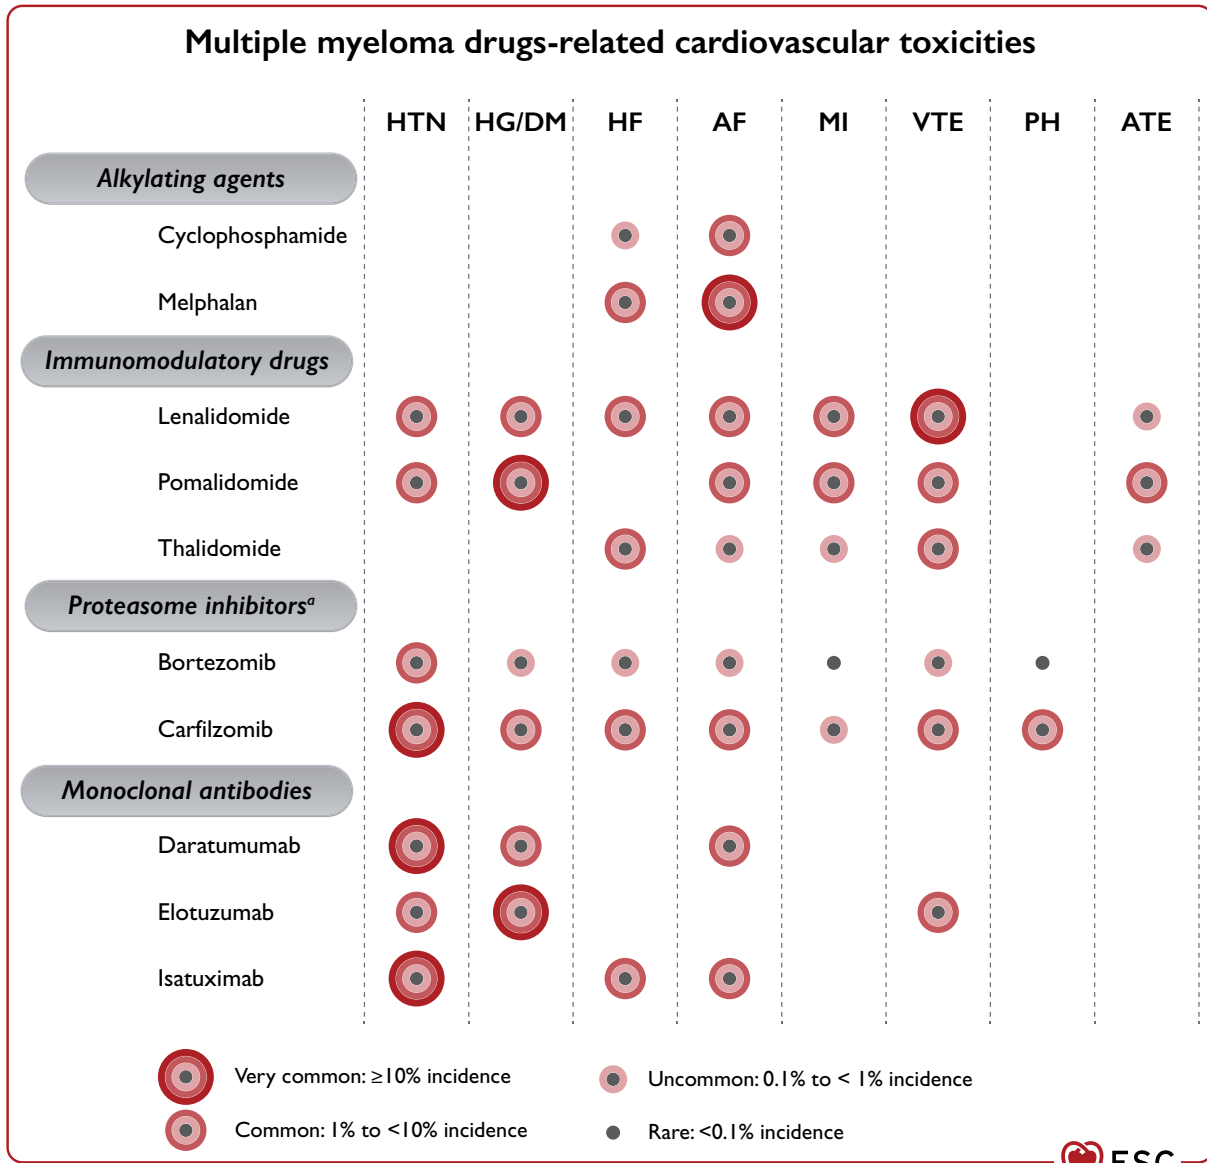 Multiple myeloma drugs-related cardiovascular toxicities
HTN HG/DM HF AF MI VTE PH ATE
Alkylating agents
Cyclophosphamide
Melphalan
Immunomodulatory drugs
Lenalidomide
Pomalidomide
Thalidomide
Proteasome inhibitorsᵃ
Bortezomib
Carfilzomib
Monoclonal antibodies
Daratumumab
Elotuzumab
Isatuximab
Very common: ≥10% incidence
Uncommon: 0.1% to < 1% incidence
Common: 1% to <10% incidence
Rare: <0.1% incidence
ESC